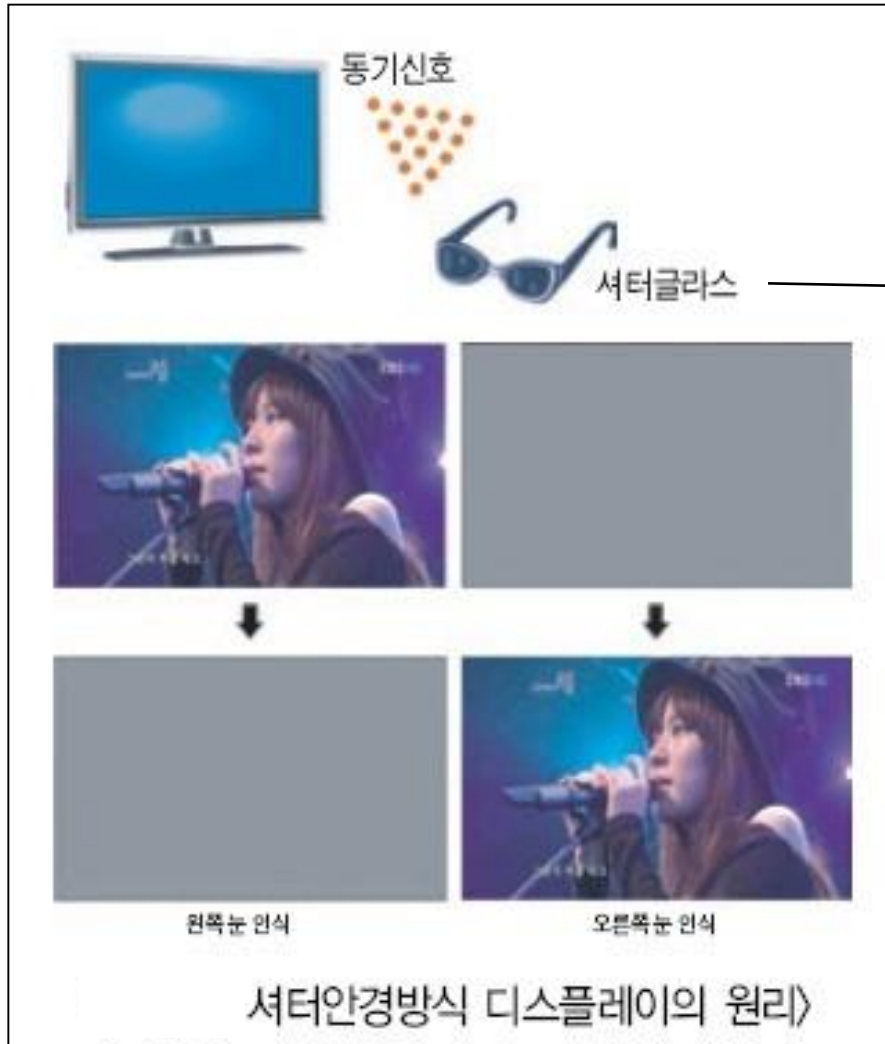 동기신호
셔터글라스
왼쪽 눈 인식
오른쪽 눈 인식
셔터안경방식 디스플레이의 원리〉